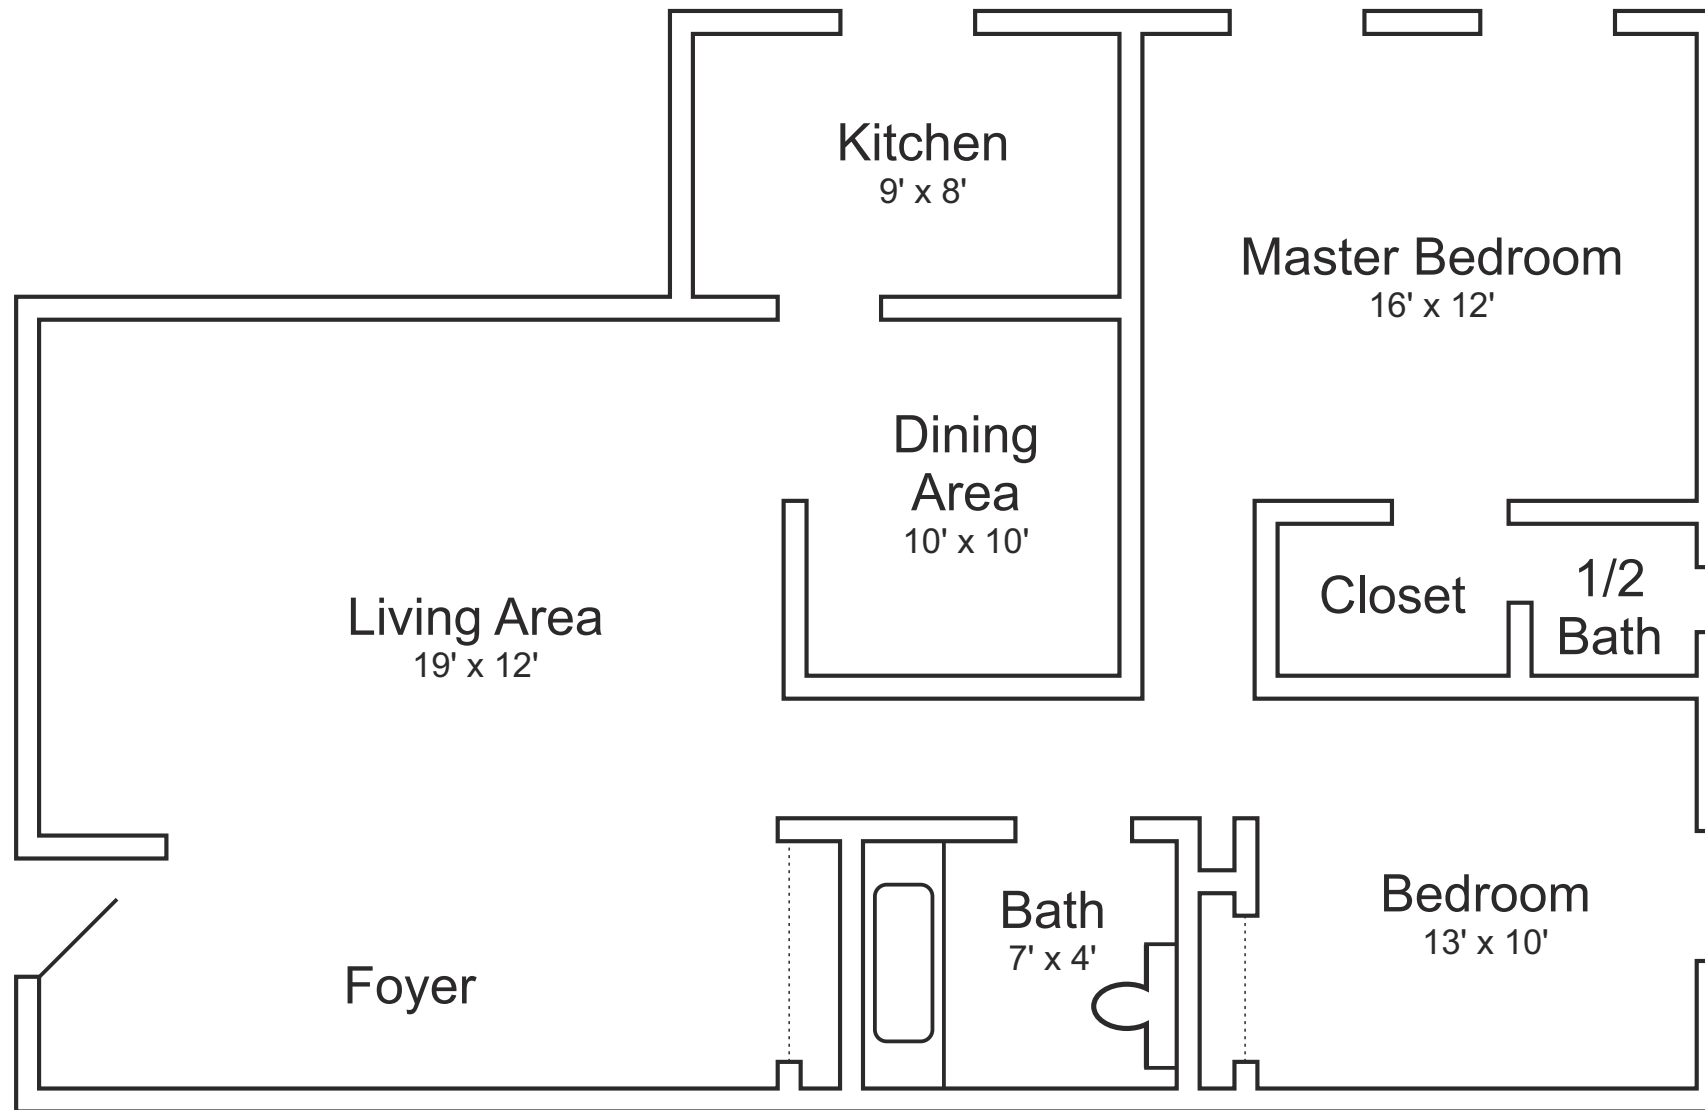 Kitchen
9' x 8'
Master Bedroom
16' x 12'
Dining
Area
10' x 10'
Living Area
19' x 12'
Closet
1/2
Bath
Bath
7' x 4'
Bedroom
13' x 10'
Foyer